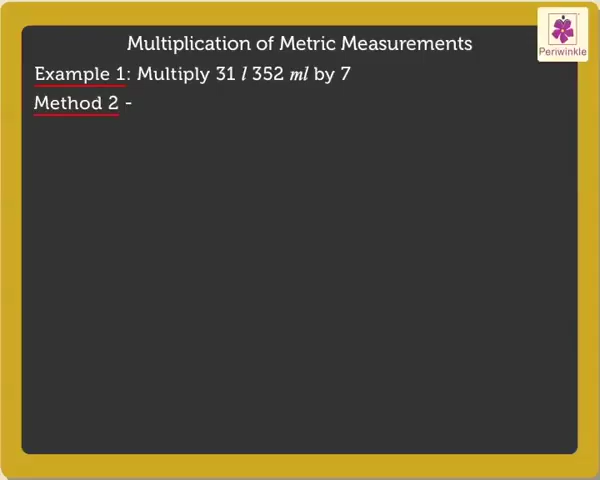 Multiplication of Metric Measurements
Periwinkle
Example 1: Multiply 31 l 352 ml by 7
Method 2 -